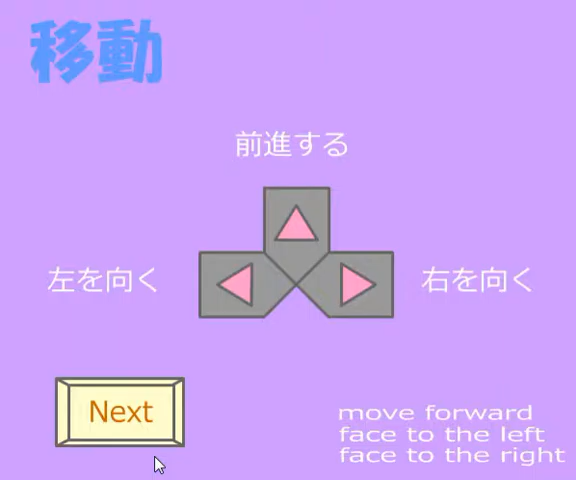 移動
前進する
左を向く
右を向く
Next
move forward
face to the left
face to the right